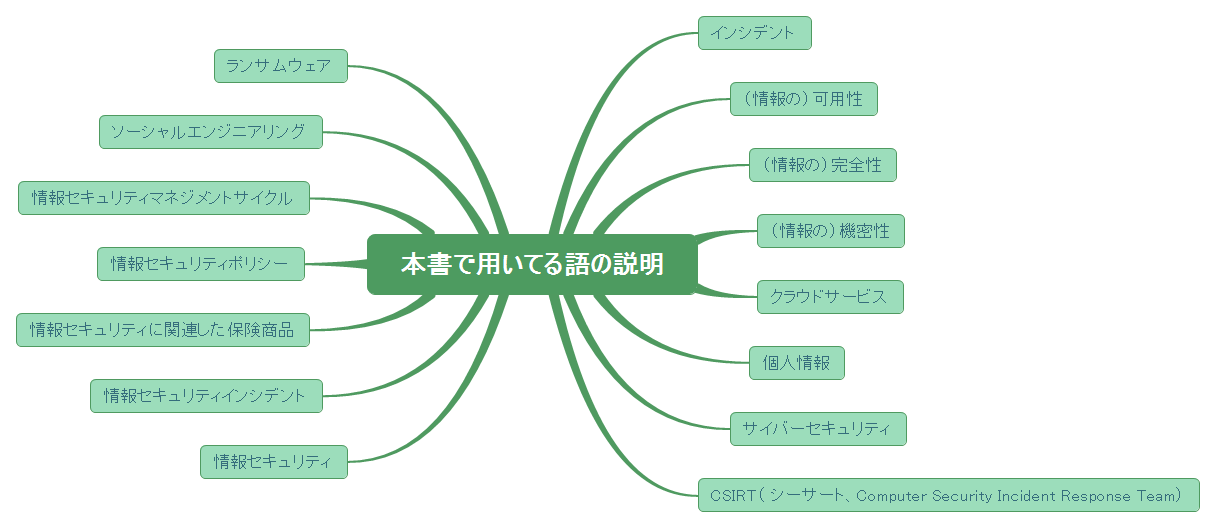 本書で用いてる語の説明
インシデント
（情報の）可用性
（情報の）完全性
（情報の）機密性
クラウドサービス
個人情報
サイバーセキュリティ
CSIRT（シーサート、Computer Security Incident Response Team）
情報セキュリティ
情報セキュリティインシデント
情報セキュリティに関連した保険商品
情報セキュリティポリシー
情報セキュリティマネジメントサイクル
ソーシャルエンジニアリング
ランサムウェア